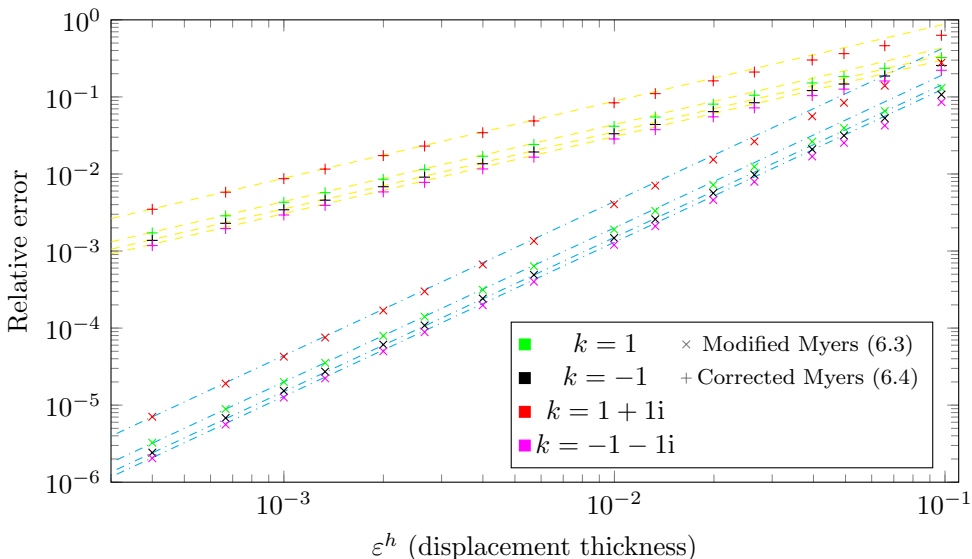 10^0
10^{-1}
10^{-2}
10^{-3}
10^{-4}
10^{-5}
10^{-6}
Relative error
k = 1
× Modified Myers (6.3)
k = −1
+ Corrected Myers (6.4)
k = 1 + 1i
k = −1 − 1i
10^{-3}
10^{-2}
10^{-1}
ε^h (displacement thickness)